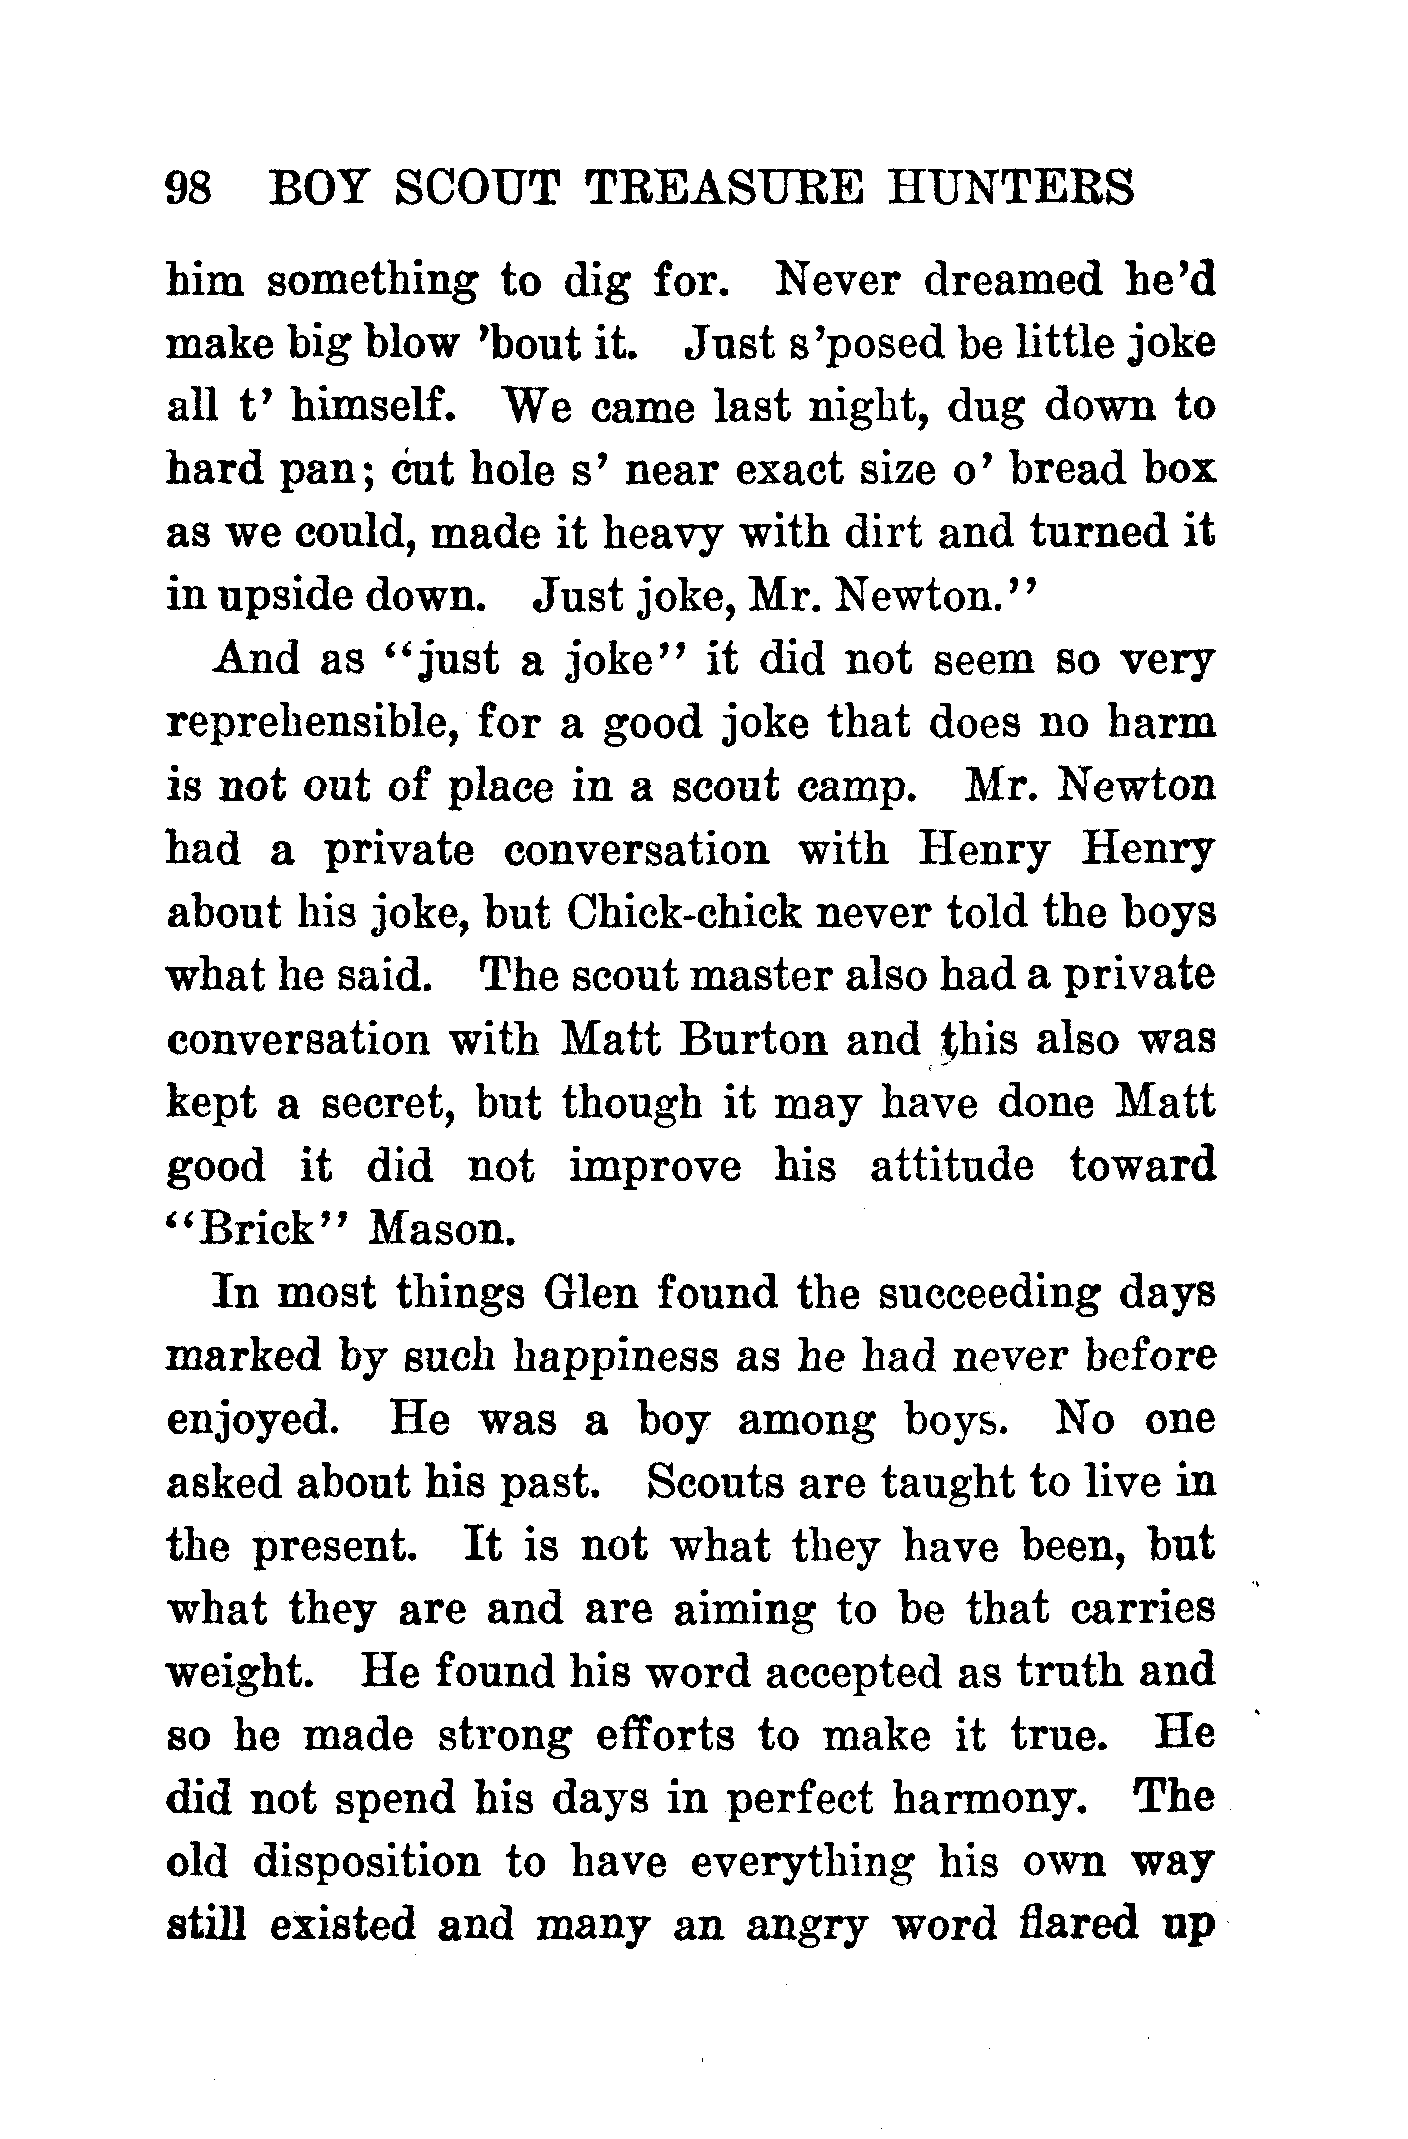 98 BOY SCOUT TREASURE HUNTERS
him something to dig for. Never dreamed he'd
make big blow 'bout it. Just s'posed be little joke
all t' himself. We came last night, dug down to
hard pan; cut hole s' near exact size o' bread box
as we could, made it heavy with dirt and turned it
in upside down. Just joke, Mr. Newton."
And as "just a joke" it did not seem so very
reprehensible, for a good joke that does no harm
is not out of place in a scout camp. Mr. Newton
had a private conversation with Henry Henry
about his joke, but Chick-chick never told the boys
what he said. The scout master also had a private
conversation with Matt Burton and this also was
kept a secret, but though it may have done Matt
good it did not improve his attitude toward
"Brick" Mason.
In most things Glen found the succeeding days
marked by such happiness as he had never before
enjoyed. He was a boy among boys. No one
asked about his past. Scouts are taught to live in
the present. It is not what they have been, but
what they are and are aiming to be that carries
weight. He found his word accepted as truth and
so he made strong efforts to make it true. He
did not spend his days in perfect harmony. The
old disposition to have everything his own way
still existed and many an angry word flared up